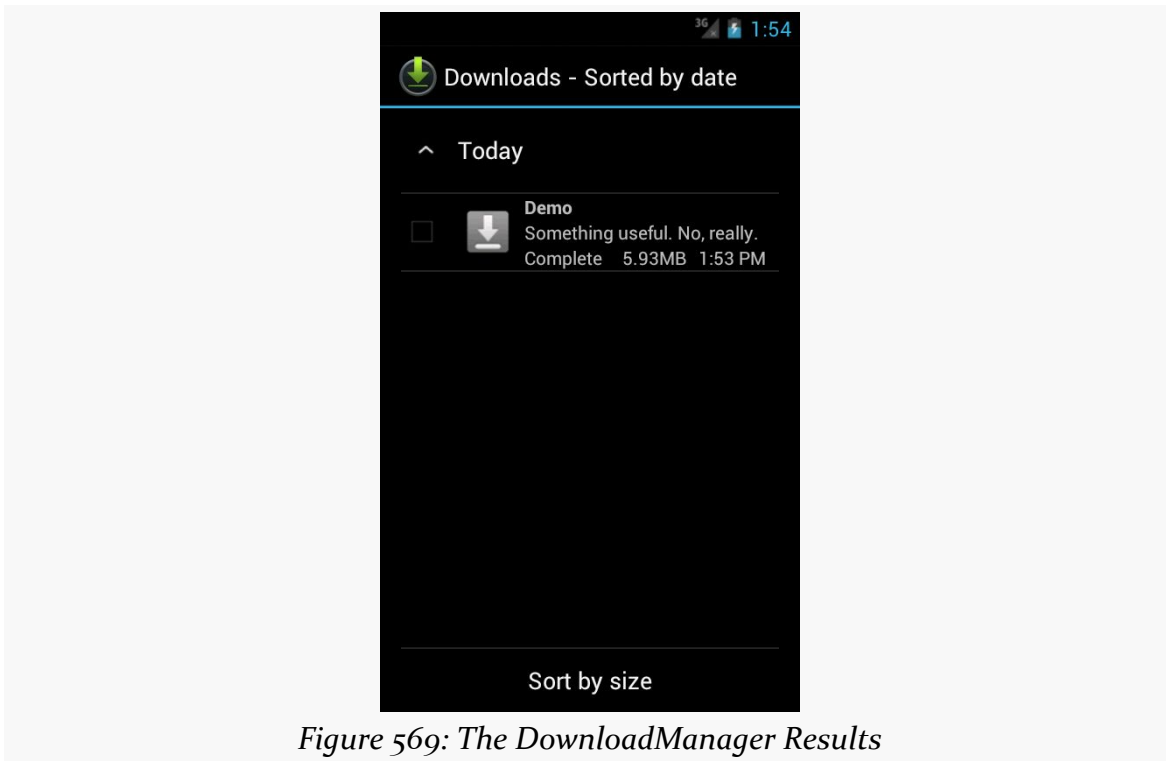 3G 1:54
Downloads - Sorted by date
Today
Demo
Something useful. No, really.
Complete 5.93MB 1:53 PM
Sort by size
Figure 569: The DownloadManager Results